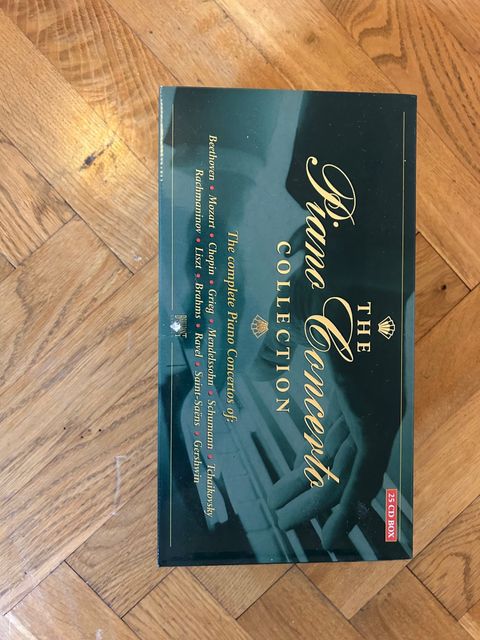 THE
Piano Concerto
COLLECTION
25 CD BOX
The complete Piano Concertos of:
Beethoven • Mozart • Chopin • Grieg • Mendelssohn • Schumann • Tchaikovsky
Rachmaninov • Liszt • Brahms • Ravel • Saint-Saëns • Gershwin
BRILLIANT